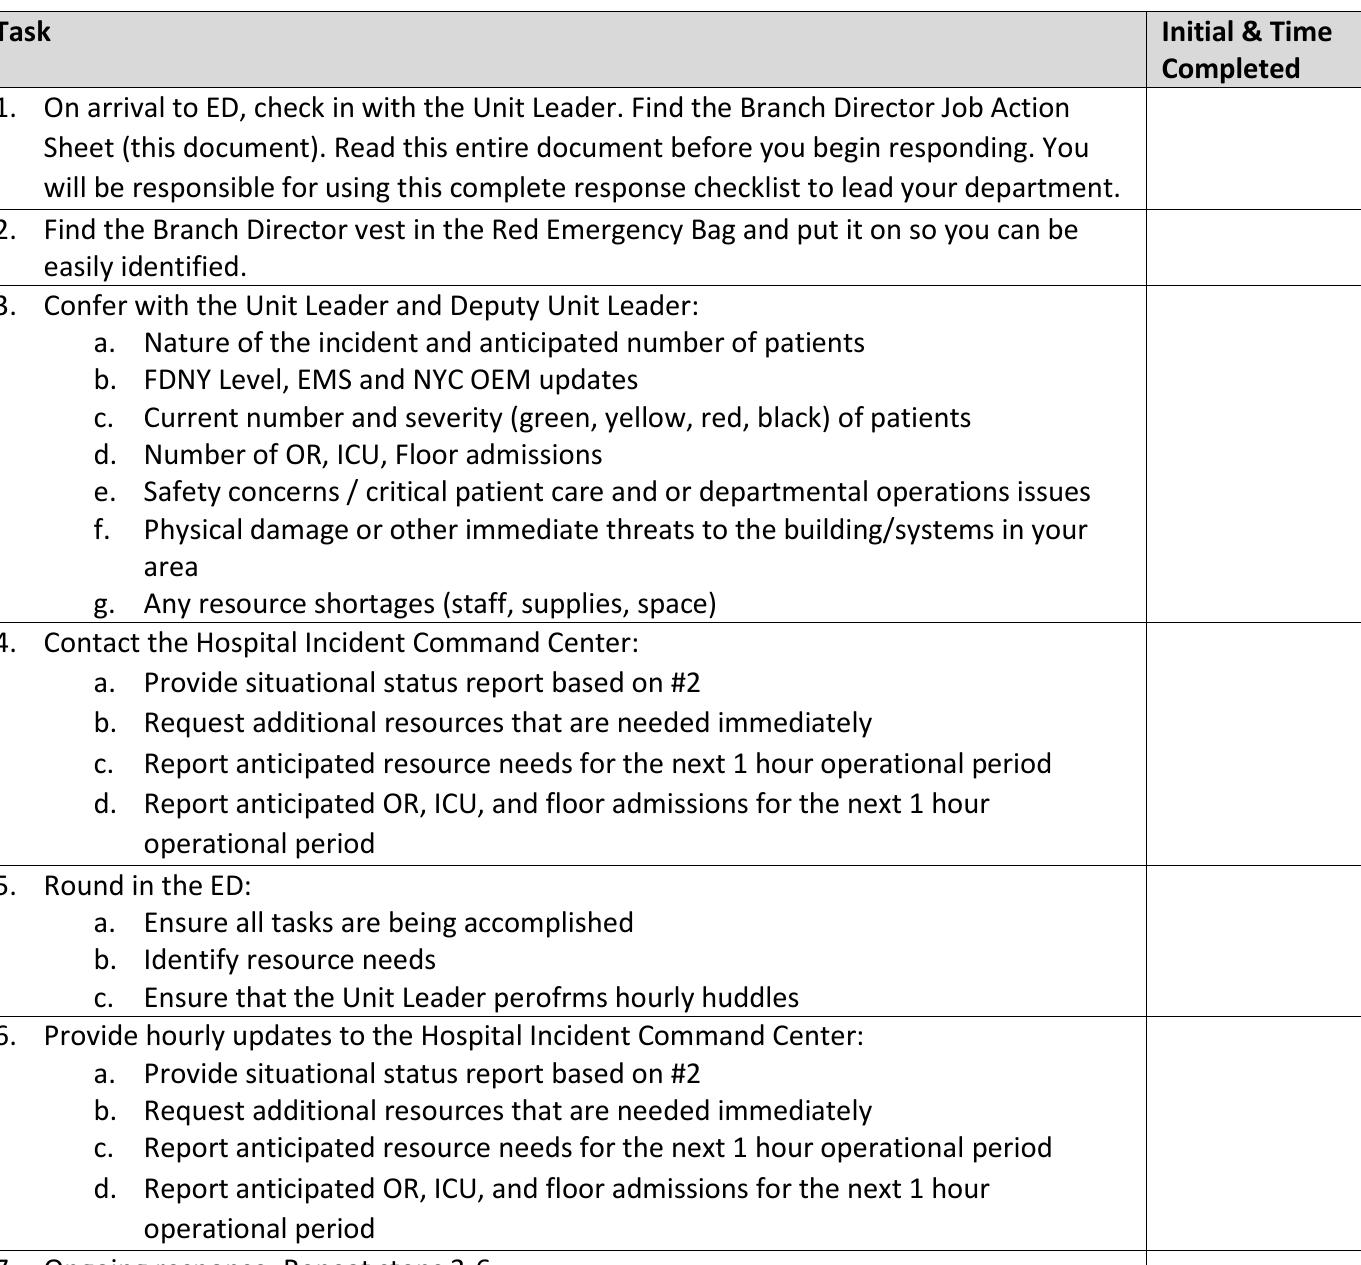 Task
Initial & Time
Completed
1. On arrival to ED, check in with the Unit Leader. Find the Branch Director Job Action
Sheet (this document). Read this entire document before you begin responding. You
will be responsible for using this complete response checklist to lead your department.
2. Find the Branch Director vest in the Red Emergency Bag and put it on so you can be
easily identified.
3. Confer with the Unit Leader and Deputy Unit Leader:
a. Nature of the incident and anticipated number of patients
b. FDNY Level, EMS and NYC OEM updates
c. Current number and severity (green, yellow, red, black) of patients
d. Number of OR, ICU, Floor admissions
e. Safety concerns / critical patient care and or departmental operations issues
f. Physical damage or other immediate threats to the building/systems in your
area
g. Any resource shortages (staff, supplies, space)
4. Contact the Hospital Incident Command Center:
a. Provide situational status report based on #2
b. Request additional resources that are needed immediately
c. Report anticipated resource needs for the next 1 hour operational period
d. Report anticipated OR, ICU, and floor admissions for the next 1 hour
operational period
5. Round in the ED:
a. Ensure all tasks are being accomplished
b. Identify resource needs
c. Ensure that the Unit Leader perofrms hourly huddles
6. Provide hourly updates to the Hospital Incident Command Center:
a. Provide situational status report based on #2
b. Request additional resources that are needed immediately
c. Report anticipated resource needs for the next 1 hour operational period
d. Report anticipated OR, ICU, and floor admissions for the next 1 hour
operational period